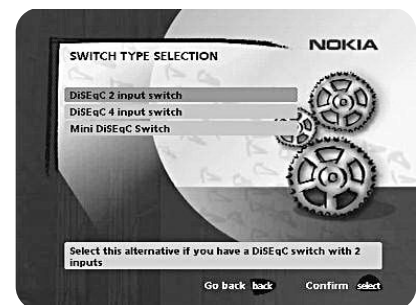 NOKIA
SWITCH TYPE SELECTION
DiSEqC 2 input switch
DiSEqC 4 input switch
Mini DiSEqC Switch
Select this alternative if you have a DiSEqC switch with 2
inputs
Go back back Confirm select